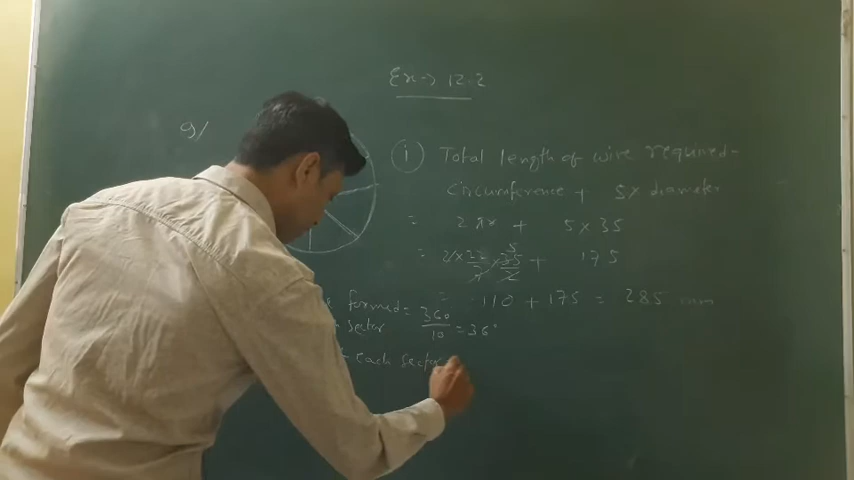 Ex → 12.2
9/
(i) Total length of wire required -
Circumference + 5 x diameter
= 2πr + 5 x 35
= 2 x 22/7 x 35/2 5 + 175
= 110 + 175 = 285 mm
formed = 360/10 = 36°
sector
each sector =